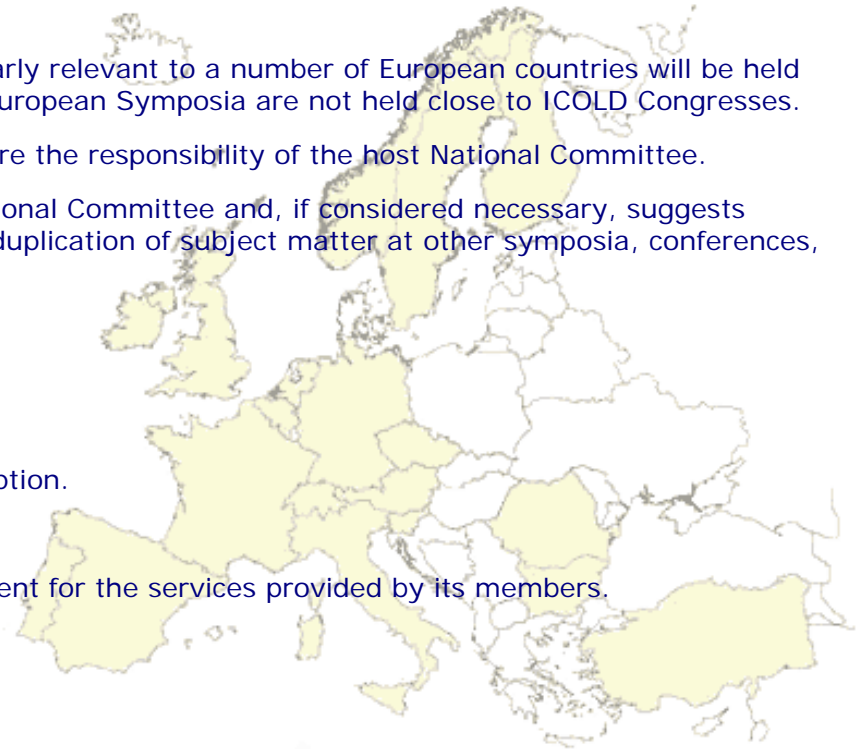 arly relevant to a number of European countries will be held
uropean Symposia are not held close to ICOLD Congresses.
re the responsibility of the host National Committee.
onal Committee and, if considered necessary, suggests
duplication of subject matter at other symposia, conferences,
otion.
ent for the services provided by its members.